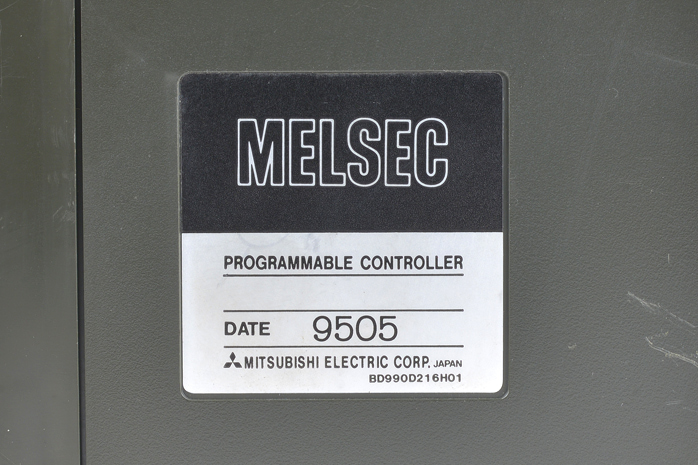 MELSEC
PROGRAMMABLE CONTROLLER
DATE 9505
MITSUBISHI ELECTRIC CORP. JAPAN
BD990D216H01